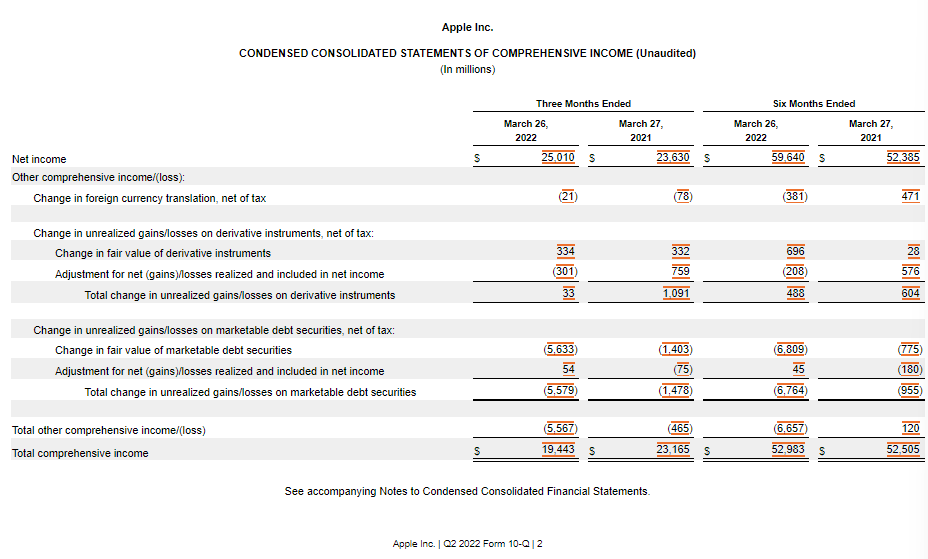 Apple Inc.
CONDENSED CONSOLIDATED STATEMENTS OF COMPREHENSIVE INCOME (Unaudited)
(In millions)
Three Months Ended Six Months Ended
March 26, 2022 March 27, 2021 March 26, 2022 March 27, 2021
Net income $ 25,010 $ 23,630 $ 59,640 $ 52,385
Other comprehensive income/(loss):
Change in foreign currency translation, net of tax (21) (78) (381) 471
Change in unrealized gains/losses on derivative instruments, net of tax:
Change in fair value of derivative instruments 334 332 696 28
Adjustment for net (gains)/losses realized and included in net income (301) 759 (208) 576
Total change in unrealized gains/losses on derivative instruments 33 1,091 488 604
Change in unrealized gains/losses on marketable debt securities, net of tax:
Change in fair value of marketable debt securities (5,633) (1,403) (6,809) (775)
Adjustment for net (gains)/losses realized and included in net income 54 (75) 45 (180)
Total change in unrealized gains/losses on marketable debt securities (5,579) (1,478) (6,764) (955)
Total other comprehensive income/(loss) (5,567) (465) (6,657) 120
Total comprehensive income $ 19,443 $ 23,165 $ 52,983 $ 52,505
See accompanying Notes to Condensed Consolidated Financial Statements.
Apple Inc. | Q2 2022 Form 10-Q | 2